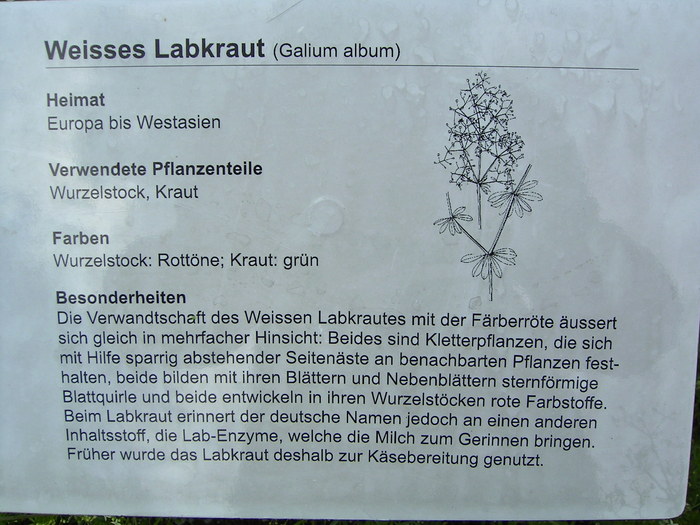 Weisses Labkraut (Galium album)
Heimat
Europa bis Westasien
Verwendete Pflanzenteile
Wurzelstock, Kraut
Farben
Wurzelstock: Rottöne; Kraut: grün
Besonderheiten
Die Verwandtschaft des Weissen Labkrautes mit der Färberröte äussert
sich gleich in mehrfacher Hinsicht: Beides sind Kletterpflanzen, die sich
mit Hilfe sparrig abstehender Seitenäste an benachbarten Pflanzen fest-
halten, beide bilden mit ihren Blättern und Nebenblättern sternförmige
Blattquirle und beide entwickeln in ihren Wurzelstöcken rote Farbstoffe.
Beim Labkraut erinnert der deutsche Namen jedoch an einen anderen
Inhaltsstoff, die Lab-Enzyme, welche die Milch zum Gerinnen bringen.
Früher wurde das Labkraut deshalb zur Käsebereitung genutzt.